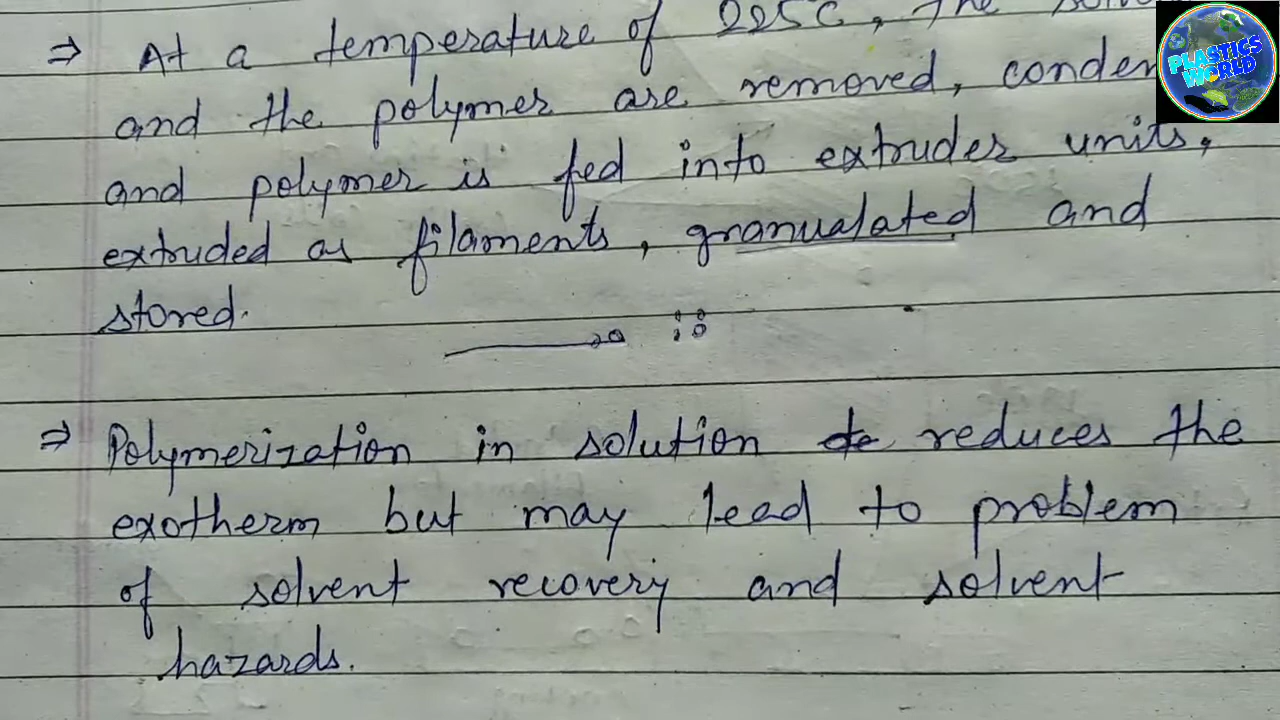 ⇒ At a temperature of 225C, The
and the polymer are removed, conden
and polymer is fed into extruder units,
extruded as filaments, granualated and
stored.
⇒ Polymerization in solution reduces the
exotherm but may lead to problem
of solvent recovery and solvent
hazards.
PLASTICS
WORLD